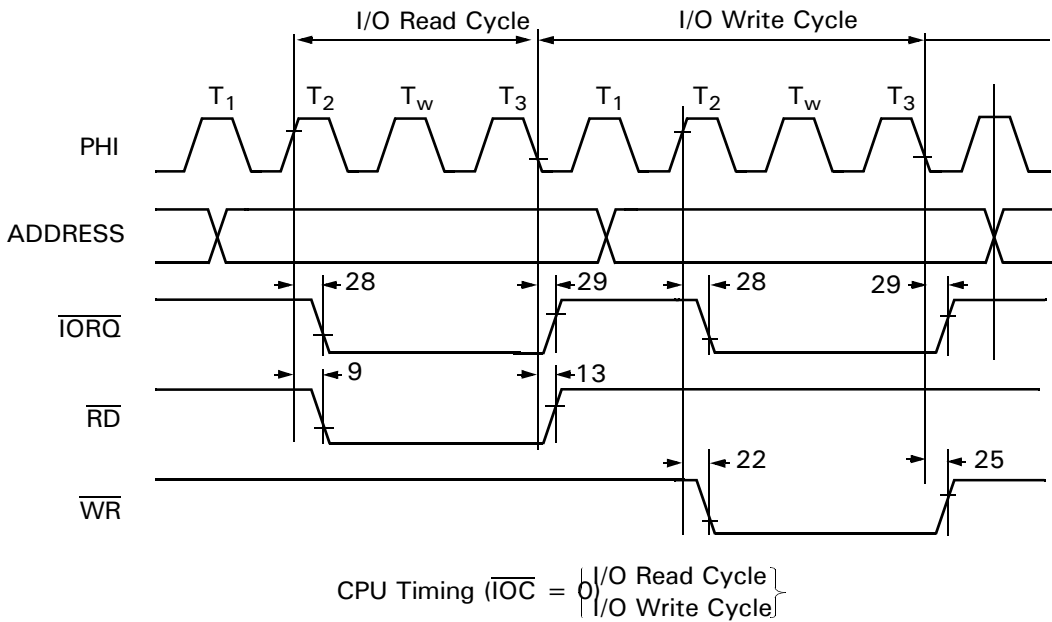 I/O Read Cycle I/O Write Cycle
T1 T2 Tw T3 T1 T2 Tw T3
PHI
ADDRESS
28 29 28 29
IORQ
9 13
RD
22 25
WR
CPU Timing (IOC = 0) I/O Read Cycle
I/O Write Cycle